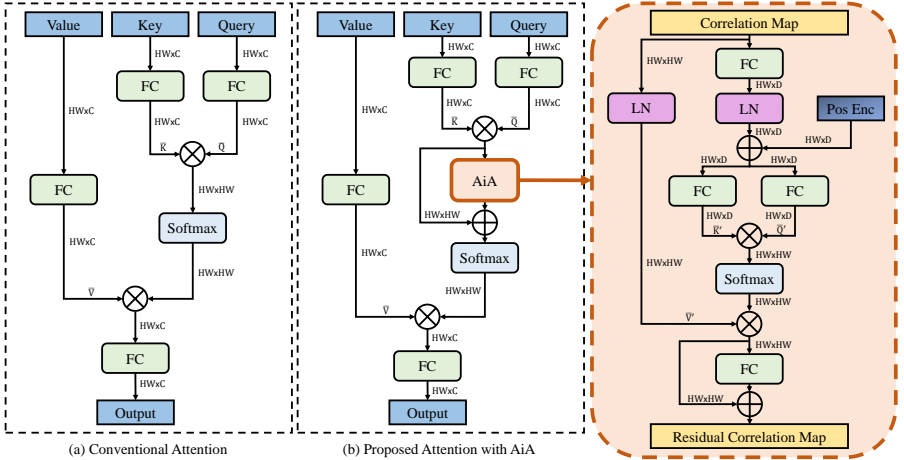 Value Key Query
HWxC HWxC HWxC
FC FC
HWxC HWxC HWxC
K̅ Q̅
FC
HWxHW
Softmax
HWxC
HWxHW
V̅
HWxC
FC
HWxC
Output
(a) Conventional Attention
Value Key Query
HWxC HWxC
FC FC
HWxC HWxC HWxC
K̅ Q̅
AiA
FC
HWxHW
Softmax
HWxC
HWxHW
V̅
HWxC
FC
HWxC
Output
(b) Proposed Attention with AiA
Correlation Map
HWxHW
FC
HWxD
LN LN Pos Enc
HWxD
HWxD
HWxD HWxD
FC FC
HWxD HWxD
K̅' Q̅'
HWxHW
Softmax
HWxHW
HWxHW
V̅'
HWxHW
FC
HWxHW
Residual Correlation Map